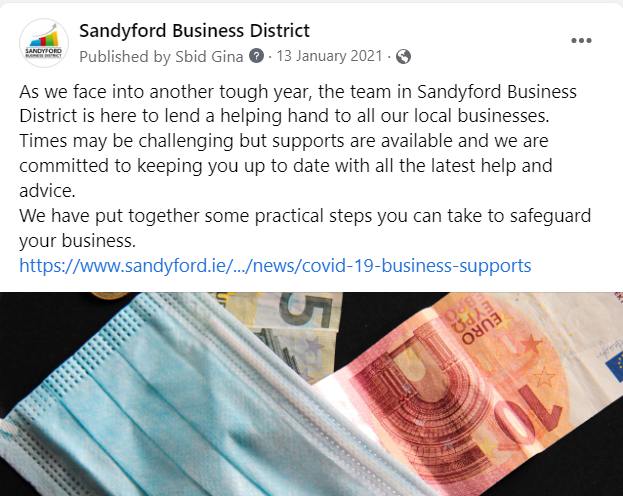 Sandyford Business District
SANDYFORD
BUSINESS DISTRICT
Published by Sbid Gina · 13 January 2021 ·
As we face into another tough year, the team in Sandyford Business
District is here to lend a helping hand to all our local businesses.
Times may be challenging but supports are available and we are
committed to keeping you up to date with all the latest help and
advice.
We have put together some practical steps you can take to safeguard
your business.
https://www.sandyford.ie/.../news/covid-19-business-supports
5
EURO
EYPΩ
10